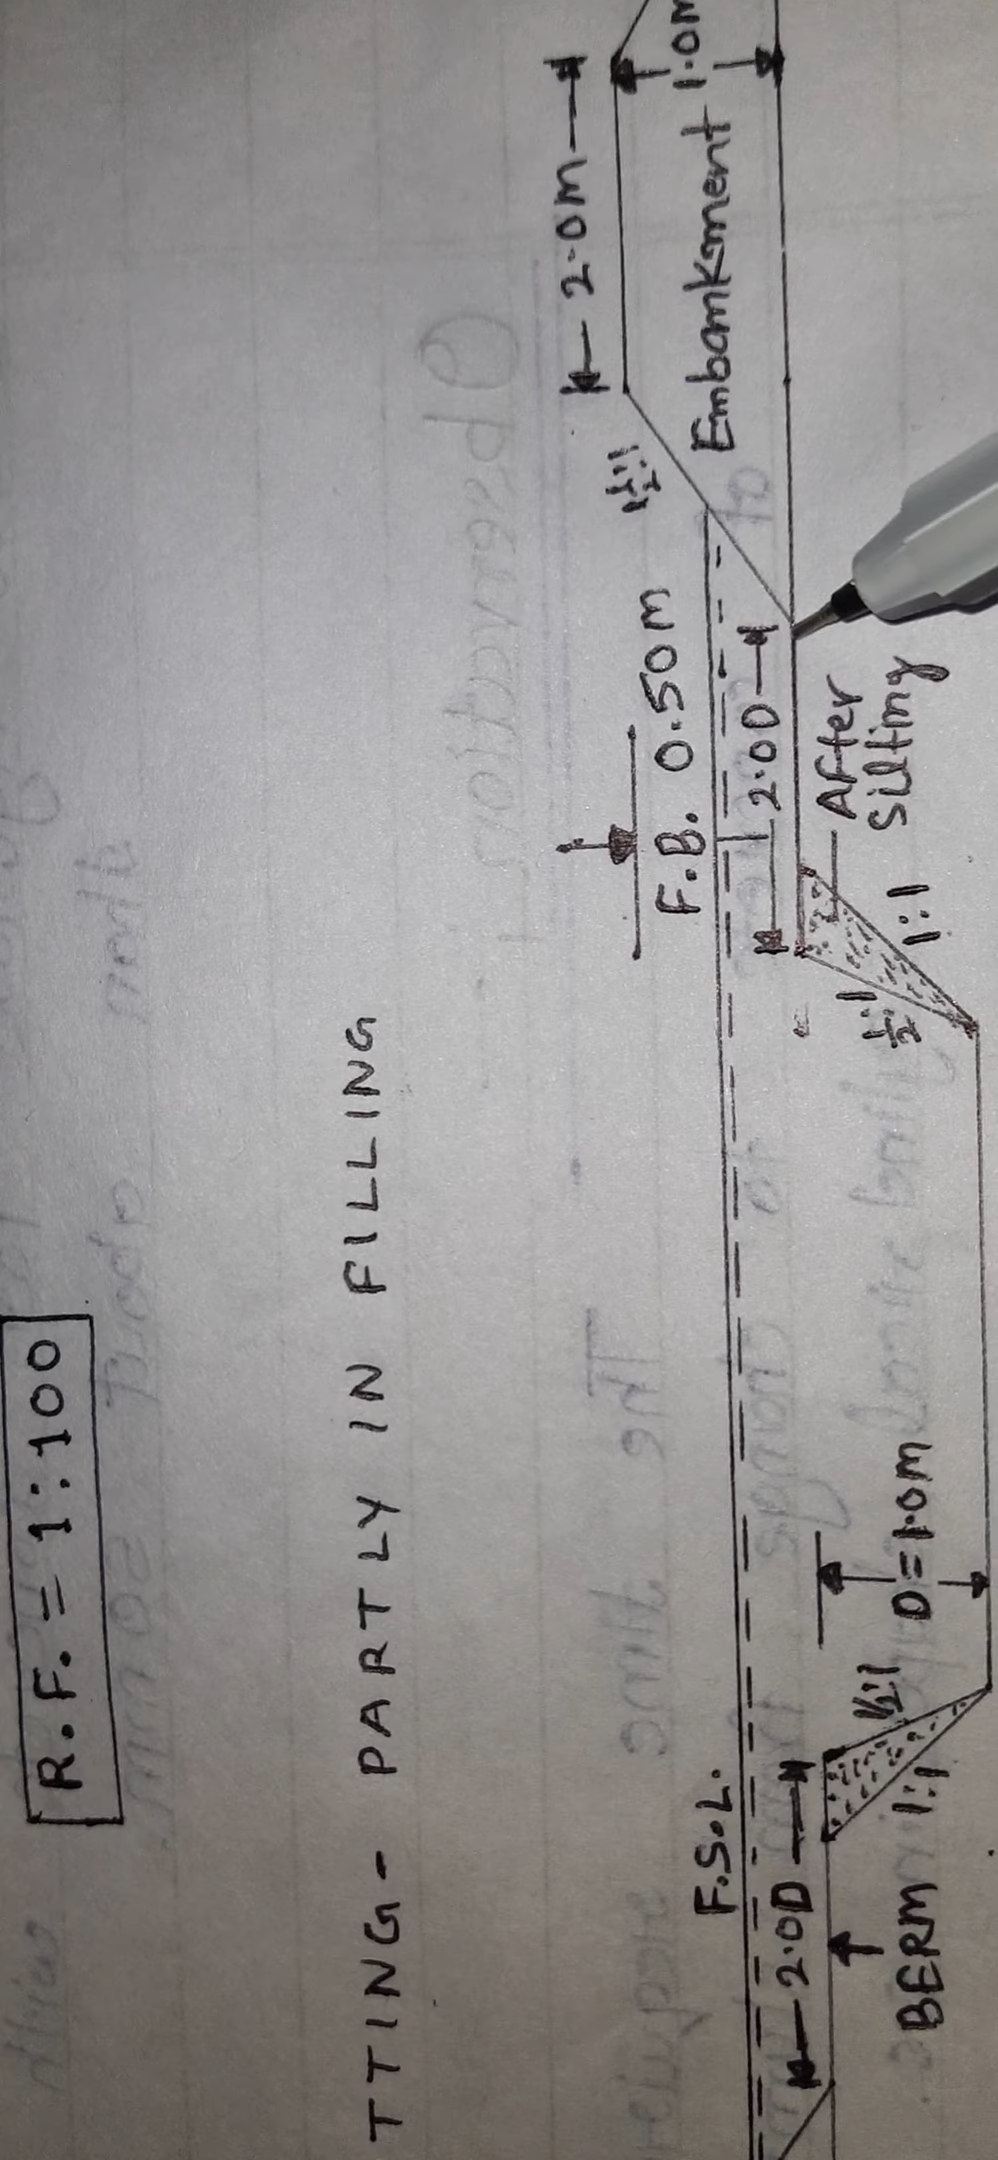 R.F. = 1:100
TTING - PARTLY IN FILLING
2.0m
1½:1
Embankment 1.0m
F.B. 0.50m
F.S.L.
2.0D
2.0D
After
Silting
½:1
1:1
D = 1.0m
½:1
1:1
BERM